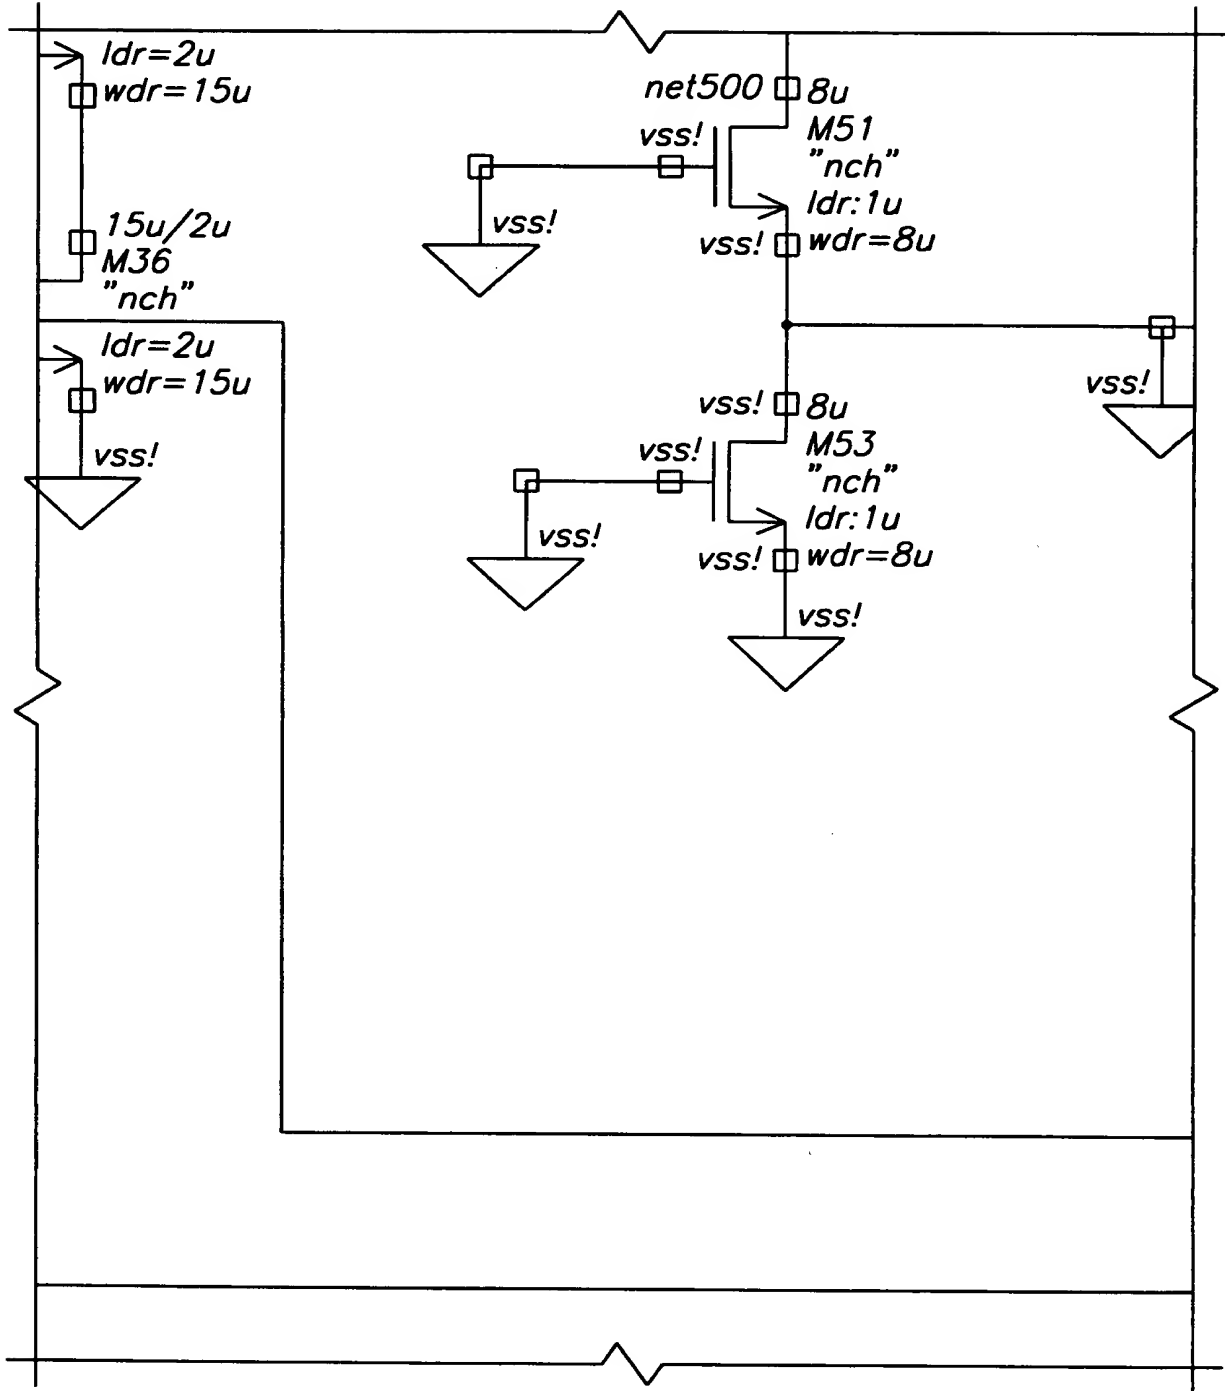 ldr=2u
wdr=15u
15u/2u
M36
"nch"
ldr=2u
wdr=15u
vss!
net500
8u
vss!
M51
"nch"
vss!
ldr:1u
vss!
wdr=8u
vss!
vss!
8u
vss!
M53
"nch"
vss!
ldr:1u
vss!
wdr=8u
vss!